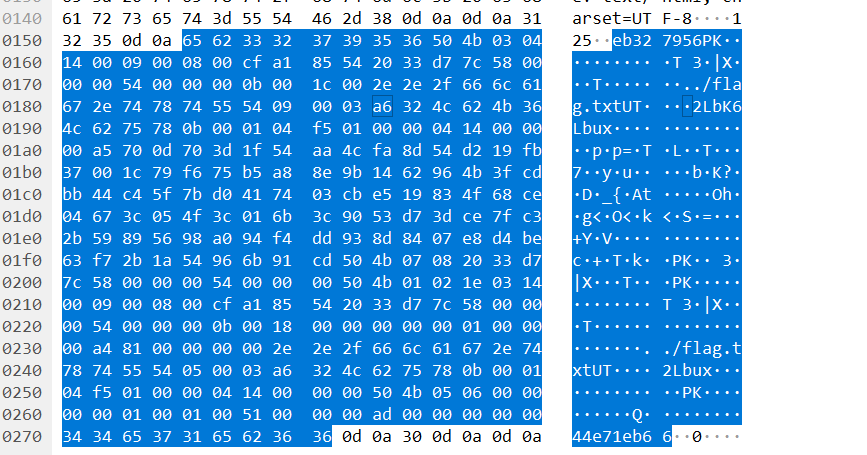 0140 61 72 73 65 74 3d 55 54 46 2d 38 0d 0a 0d 0a 31 arset=UT F-8····1
0150 32 35 0d 0a 65 62 33 32 37 39 35 36 50 4b 03 04 25··eb32 7956PK··
0160 14 00 09 00 08 00 cf a1 85 54 20 33 d7 7c 58 00 ········ ·T 3·|X·
0170 00 00 54 00 00 00 0b 00 1c 00 2e 2e 2f 66 6c 61 ··T····· ··../fla
0180 67 2e 74 78 74 55 54 09 00 03 a6 32 4c 62 4b 36 g.txtUT· ···2LbK6
0190 4c 62 75 78 0b 00 01 04 f5 01 00 00 04 14 00 00 Lbux···· ········
01a0 00 a5 70 0d 70 3d 1f 54 aa 4c fa 8d 54 d2 19 fb ··p·p=·T ·L··T···
01b0 37 00 1c 79 f6 75 b5 a8 8e 9b 14 62 96 4b 3f cd 7··y·u·· ···b·K?·
01c0 bb 44 c4 5f 7b d0 41 74 03 cb e5 19 83 4f 68 ce ·D·_{·At ·····Oh·
01d0 04 67 3c 05 4f 3c 01 6b 3c 90 53 d7 3d ce 7f c3 ·g<·O<·k <·S·=···
01e0 2b 59 89 56 98 a0 94 f4 dd 93 8d 84 07 e8 d4 be +Y·V···· ········
01f0 63 f7 2b 1a 54 96 6b 91 cd 50 4b 07 08 20 33 d7 c·+·T·k· ·PK·· 3·
0200 7c 58 00 00 00 54 00 00 00 50 4b 01 02 1e 03 14 |X···T·· ·PK·····
0210 00 09 00 08 00 cf a1 85 54 20 33 d7 7c 58 00 00 ········ T 3·|X··
0220 00 54 00 00 00 0b 00 18 00 00 00 00 00 01 00 00 ·T······ ········
0230 00 a4 81 00 00 00 00 2e 2e 2f 66 6c 61 67 2e 74 ·······. ./flag.t
0240 78 74 55 54 05 00 03 a6 32 4c 62 75 78 0b 00 01 xtUT···· 2Lbux···
0250 04 f5 01 00 00 04 14 00 00 00 50 4b 05 06 00 00 ········ ··PK····
0260 00 00 01 00 01 00 51 00 00 00 ad 00 00 00 00 00 ······Q· ········
0270 34 34 65 37 31 65 62 36 36 0d 0a 30 0d 0a 0d 0a 44e71eb6 6··0····